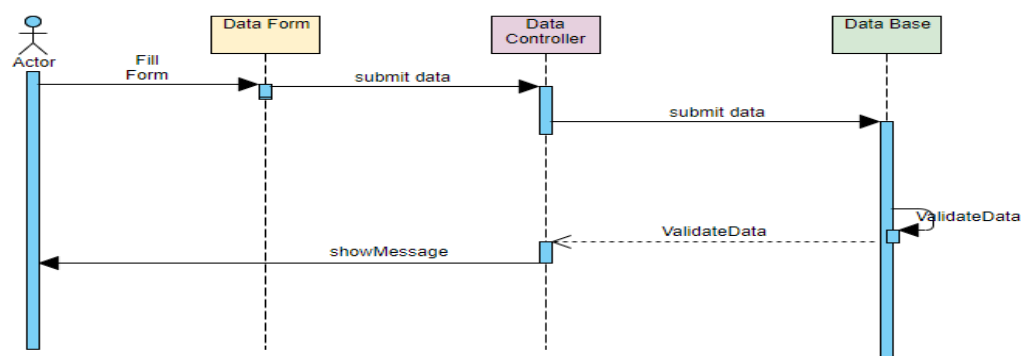 Data Form
Data
Controller
Data Base
Actor
Fill
Form
submit data
submit data
ValidateData
ValidateData
showMessage